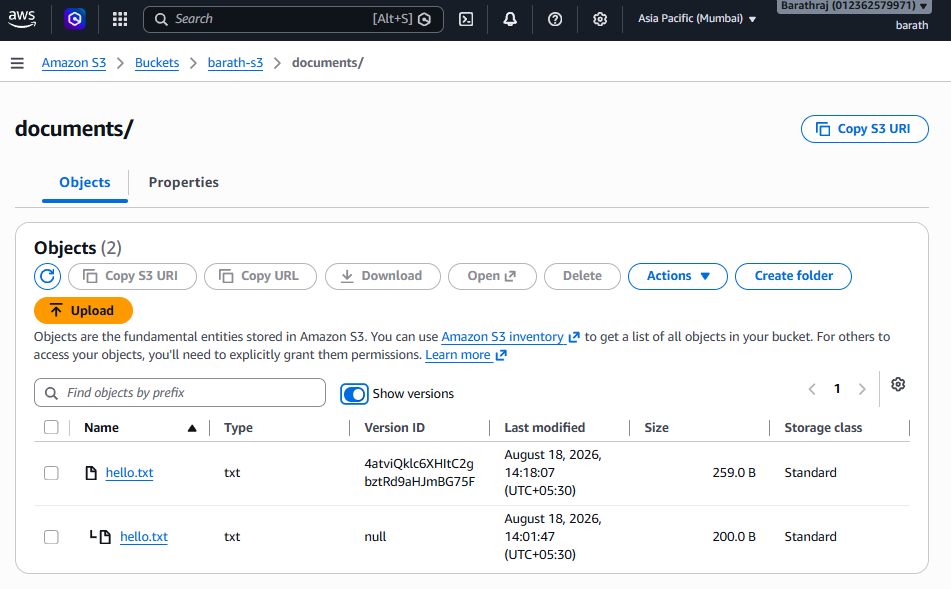 aws
Search [Alt+S]
Asia Pacific (Mumbai) ▼
Barathraj (012362579971) ▼
barath
Amazon S3 > Buckets > barath-s3 > documents/
documents/
Copy S3 URI
Objects
Properties
Objects (2)
Copy S3 URI
Copy URL
Download
Open
Delete
Actions ▼
Create folder
Upload
Objects are the fundamental entities stored in Amazon S3. You can use Amazon S3 inventory to get a list of all objects in your bucket. For others to
access your objects, you'll need to explicitly grant them permissions. Learn more
Find objects by prefix
Show versions
< 1 >
Name ▲ | Type | Version ID | Last modified | Size | Storage class
hello.txt
txt
4atviQklc6XHItC2g
bztRd9aHJmBG75F
August 18, 2026,
14:18:07
(UTC+05:30)
259.0 B
Standard
hello.txt
txt
null
August 18, 2026,
14:01:47
(UTC+05:30)
200.0 B
Standard